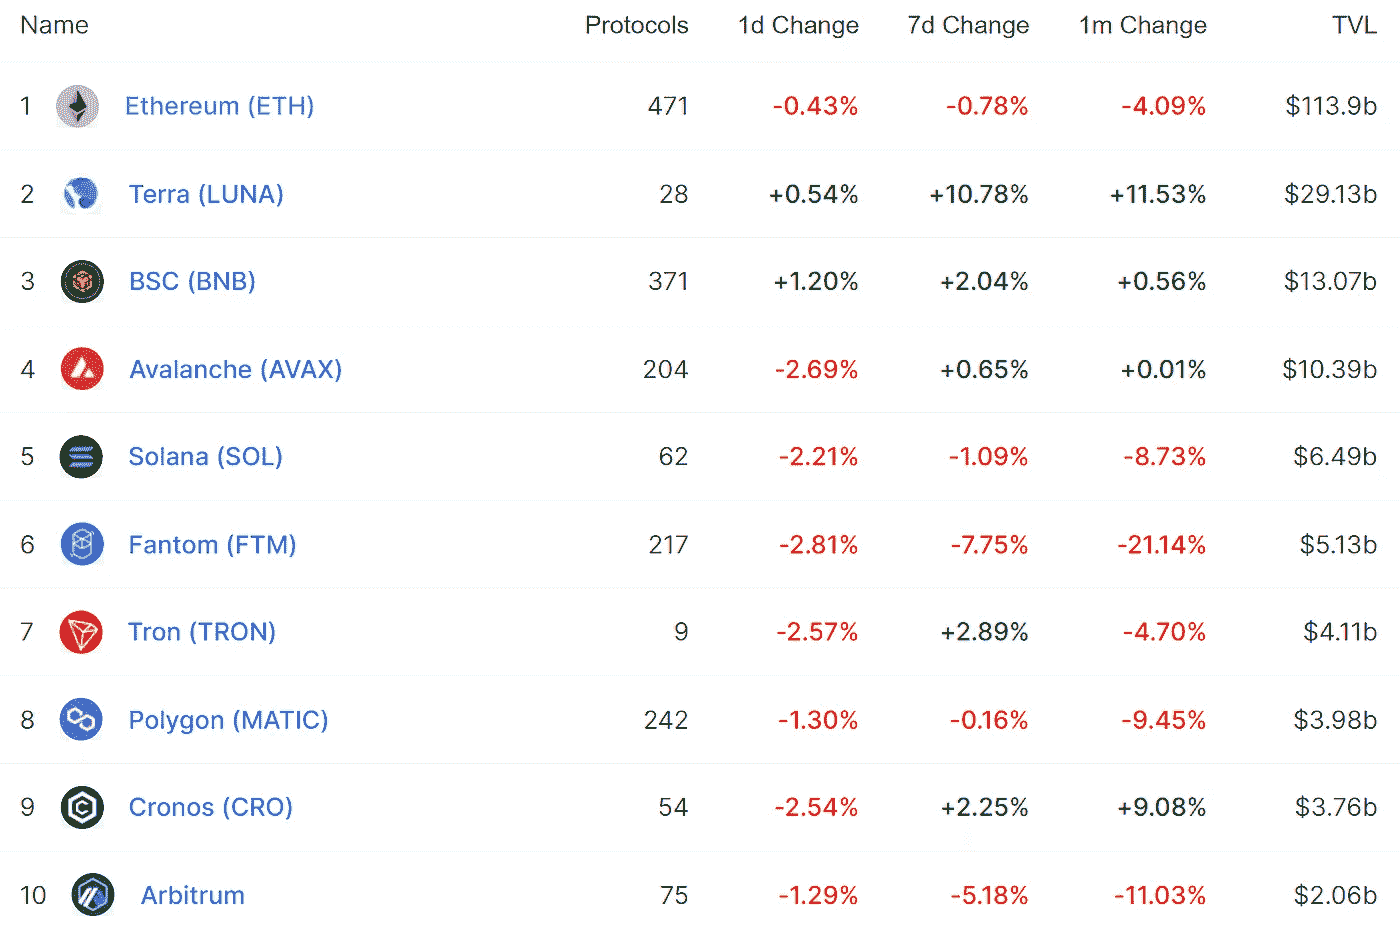 Name Protocols 1d Change 7d Change 1m Change TVL
1 Ethereum (ETH) 471 -0.43% -0.78% -4.09% $113.9b
2 Terra (LUNA) 28 +0.54% +10.78% +11.53% $29.13b
3 BSC (BNB) 371 +1.20% +2.04% +0.56% $13.07b
4 Avalanche (AVAX) 204 -2.69% +0.65% +0.01% $10.39b
5 Solana (SOL) 62 -2.21% -1.09% -8.73% $6.49b
6 Fantom (FTM) 217 -2.81% -7.75% -21.14% $5.13b
7 Tron (TRON) 9 -2.57% +2.89% -4.70% $4.11b
8 Polygon (MATIC) 242 -1.30% -0.16% -9.45% $3.98b
9 Cronos (CRO) 54 -2.54% +2.25% +9.08% $3.76b
10 Arbitrum 75 -1.29% -5.18% -11.03% $2.06b